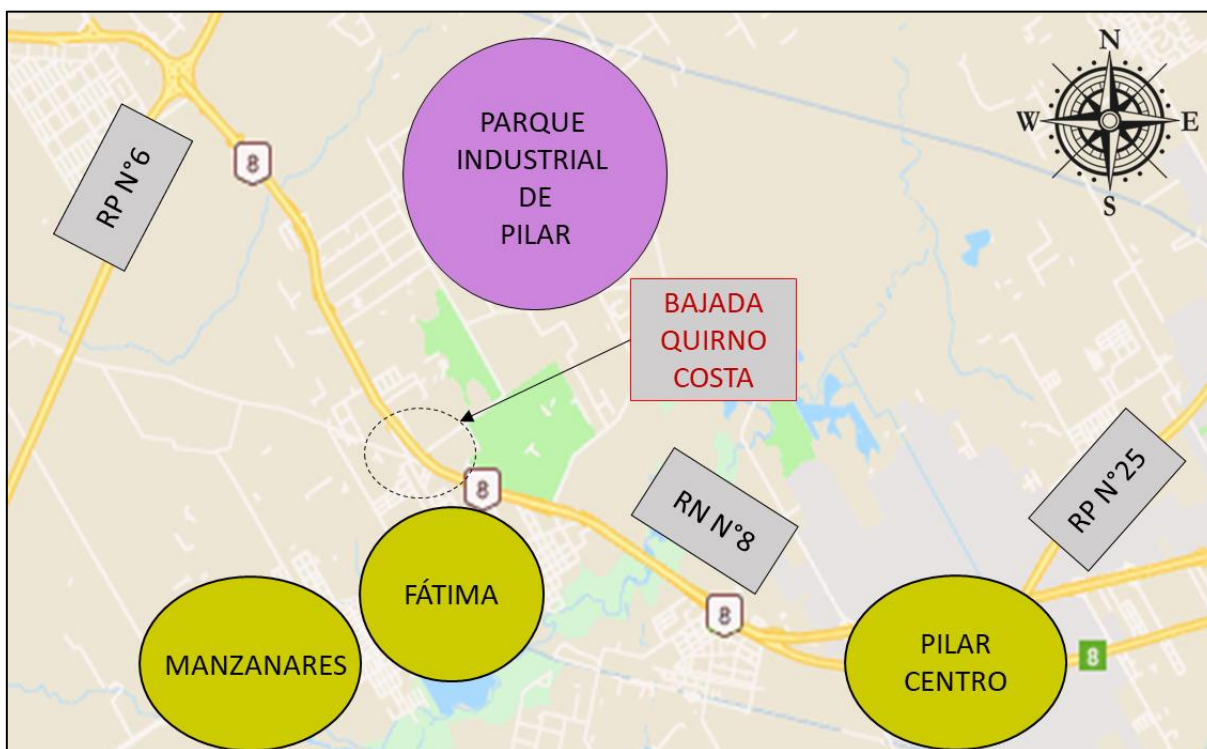 N
W
E
S
PARQUE
INDUSTRIAL
DE
PILAR
RP N°6
8
BAJADA
QUIRNO
COSTA
8
RN N°8
RP N°25
FÁTIMA
8
MANZANARES
PILAR
CENTRO
8